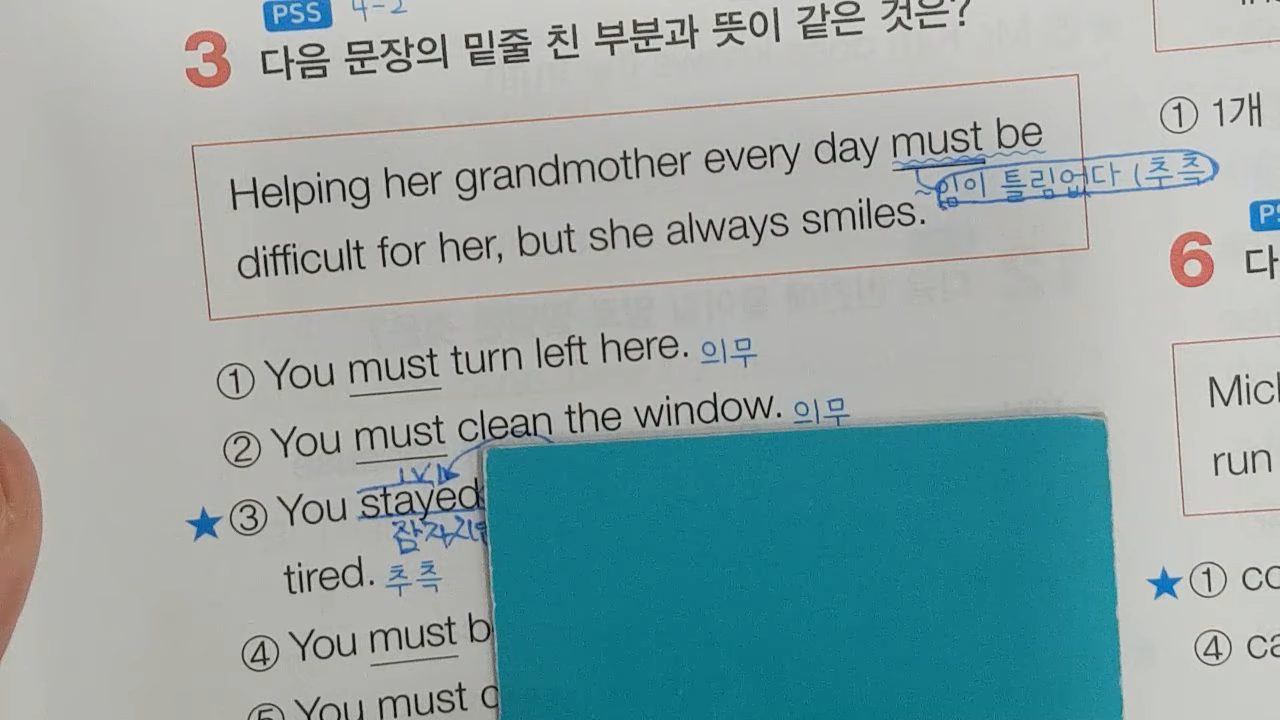 PSS 4-2
3 다음 문장의 밑줄 친 부분과 뜻이 같은 것은?
Helping her grandmother every day must be
~임이 틀림없다 (추측
difficult for her, but she always smiles.
① You must turn left here. 의무
② You must clean the window. 의무
★ ③ You stayed
tired. 추측
④ You must b
⑤ You must c
① 1개
6 다
Mich
run
★ ① co
④ ca